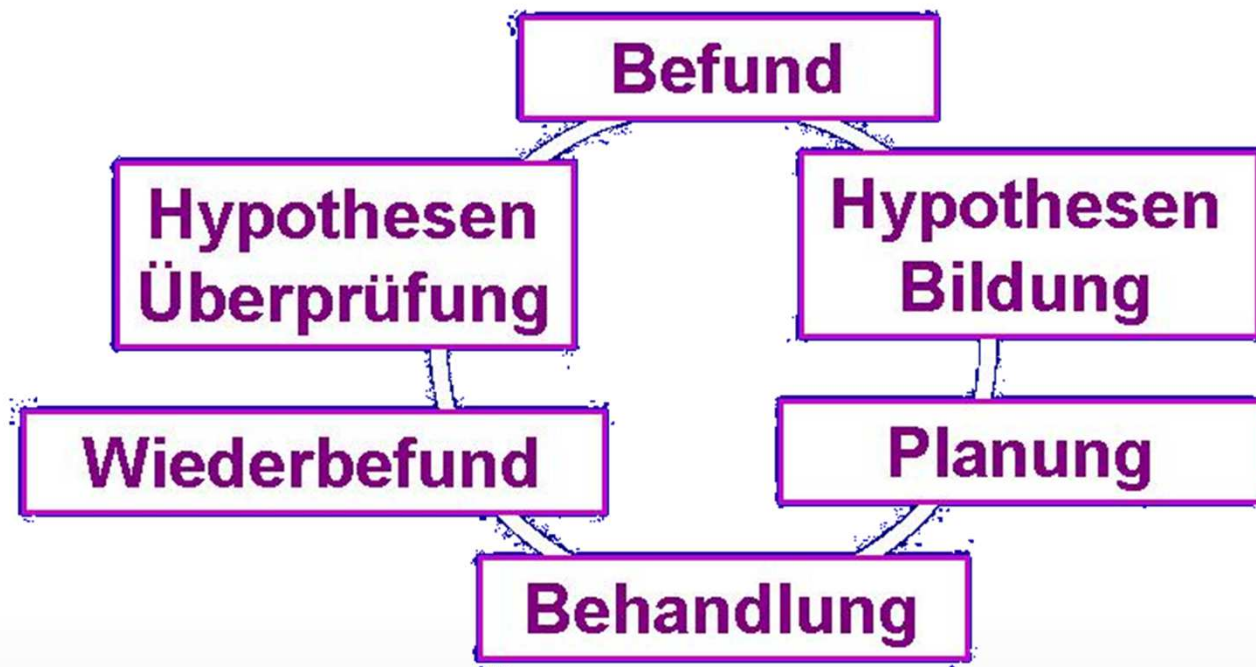 Befund
Hypothesen
Bildung
Planung
Behandlung
Wiederbefund
Hypothesen
Überprüfung